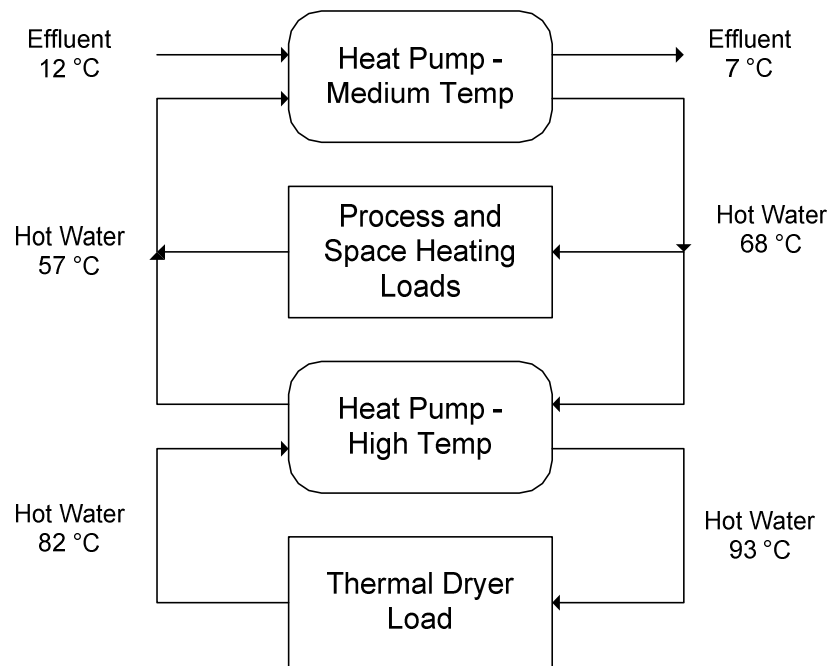 Effluent
12 °C
Heat Pump -
Medium Temp
Effluent
7 °C
Hot Water
57 °C
Process and
Space Heating
Loads
Hot Water
68 °C
Heat Pump -
High Temp
Hot Water
82 °C
Hot Water
93 °C
Thermal Dryer
Load